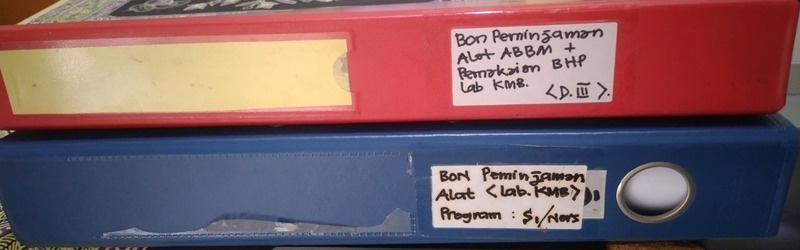 Bon Peminjaman
Alat ABBM +
Pemakaian BHP
Lab KMB.
<D.III>.
BON Peminjaman
Alat <lab.KMB>
Program : S1/Ners